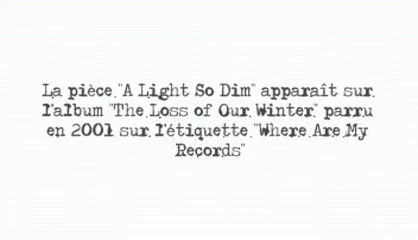 La pièce "A Light So Dim" apparaît sur
l'album "The Loss of Our Winter" parru
en 2001 sur l'étiquette "Where Are My
Records"